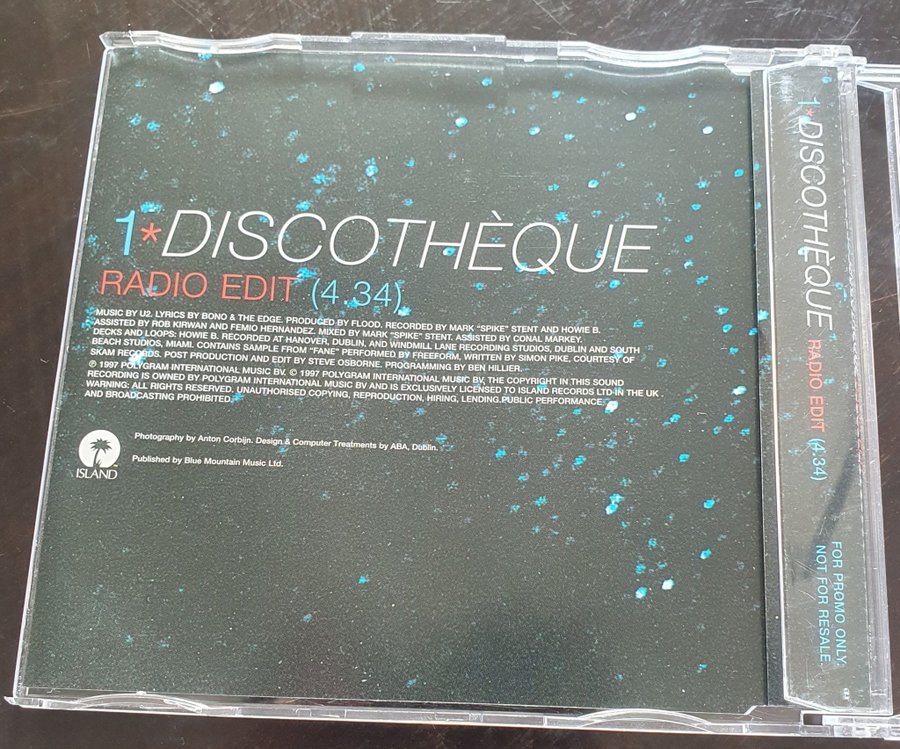 1*DISCOTHÈQUE
RADIO EDIT (4.34)
MUSIC BY U2. LYRICS BY BONO & THE EDGE. PRODUCED BY FLOOD. RECORDED BY MARK "SPIKE" STENT AND HOWIE B.
ASSISTED BY ROB KIRWAN AND FEMIO HERNANDEZ. MIXED BY MARK "SPIKE" STENT. ASSISTED BY CONAL MARKEY.
DECKS AND LOOPS: HOWIE B. RECORDED AT HANOVER, DUBLIN, AND WINDMILL LANE RECORDING STUDIOS, DUBLIN AND SOUTH
BEACH STUDIOS, MIAMI. CONTAINS SAMPLE FROM "FANE" PERFORMED BY FREEFORM, WRITTEN BY SIMON PIKE, COURTESY OF
SKAM RECORDS. POST PRODUCTION AND EDIT BY STEVE OSBORNE. PROGRAMMING BY BEN HILLIER.
℗ 1997 POLYGRAM INTERNATIONAL MUSIC BV. © 1997 POLYGRAM INTERNATIONAL MUSIC BV, THE COPYRIGHT IN THIS SOUND
RECORDING IS OWNED BY POLYGRAM INTERNATIONAL MUSIC BV AND IS EXCLUSIVELY LICENSED TO ISLAND RECORDS LTD IN THE UK
WARNING: ALL RIGHTS RESERVED. UNAUTHORISED COPYING, REPRODUCTION, HIRING, LENDING.PUBLIC PERFORMANCE.
AND BROADCASTING PROHIBITED.
Photography by Anton Corbijn. Design & Computer Treatments by ABA, Dublin.
Published by Blue Mountain Music Ltd.
ISLAND
1*DISCOTHÈQUE RADIO EDIT (4.34)
FOR PROMO ONLY.
NOT FOR RESALE.